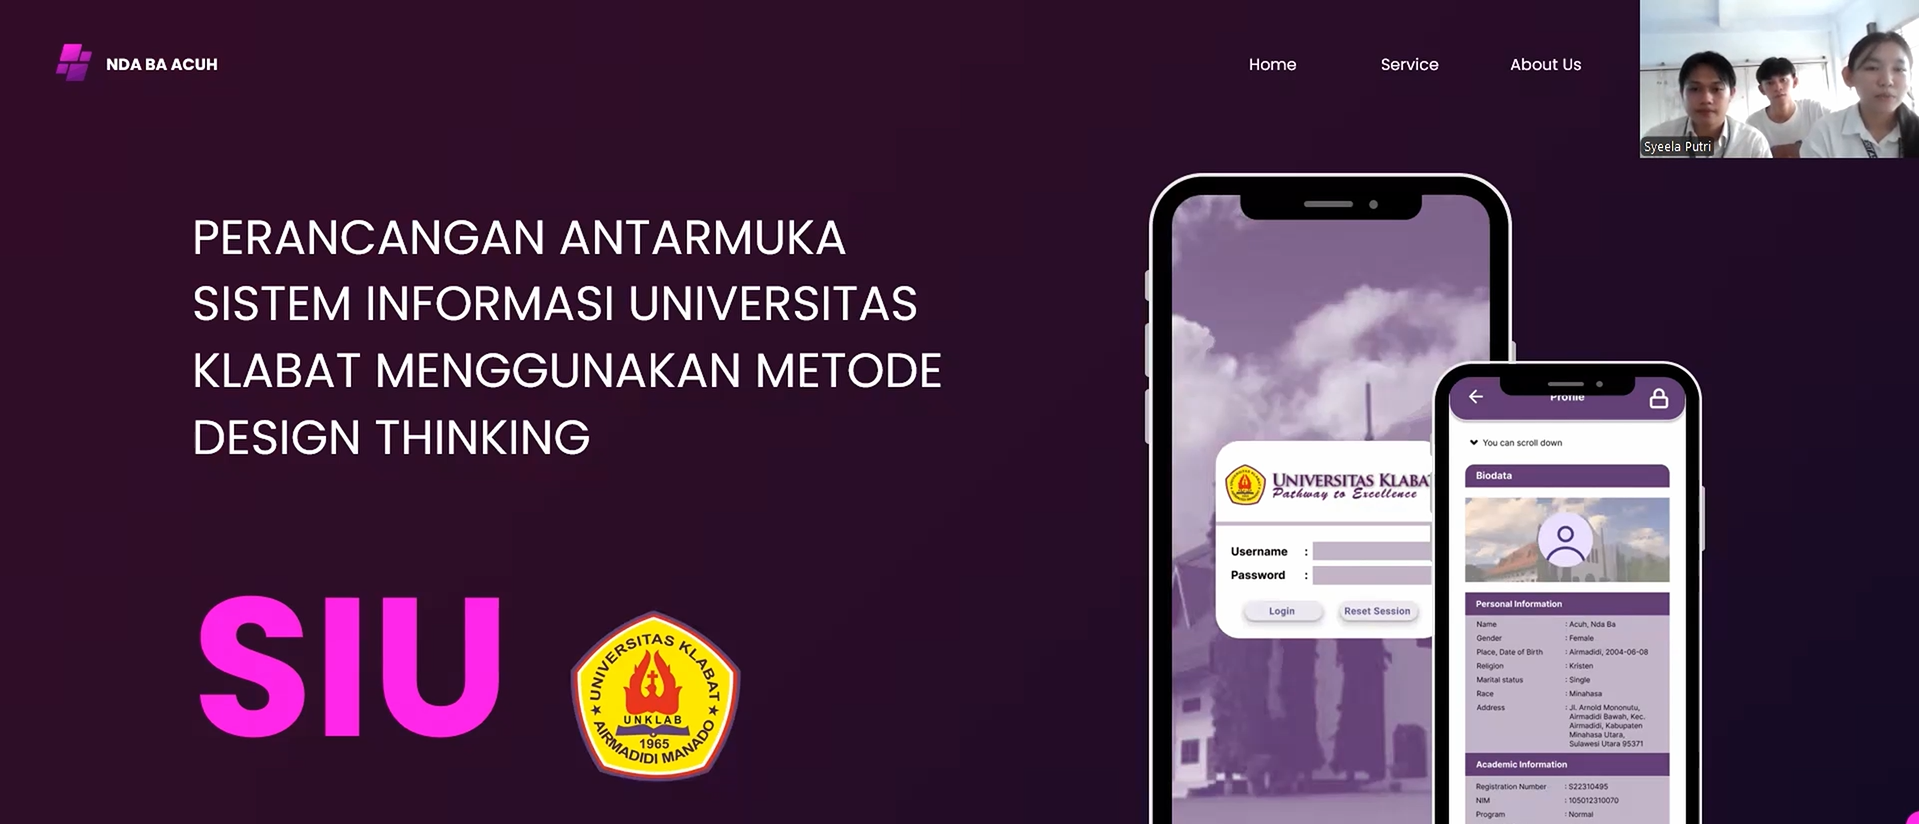 NDA BA ACUH
Home
Service
About Us
Syeela Putri
PERANCANGAN ANTARMUKA
SISTEM INFORMASI UNIVERSITAS
KLABAT MENGGUNAKAN METODE
DESIGN THINKING
SIU
UNIVERSITAS KLABAT
UNKLAB
1965
AIRMADIDI MANADO
UNIVERSITAS KLABA
Pathway to Excellence
Username :
Password :
Login
Reset Session
Profile
You can scroll down
Biodata
Personal Information
Name : Acuh, Nda Ba
Gender : Female
Place, Date of Birth : Airmadidi, 2004-06-08
Religion : Kristen
Marital status : Single
Race : Minahasa
Address : Jl. Arnold Mononutu,
Airmadidi Bawah, Kec.
Airmadidi, Kabupaten
Minahasa Utara,
Sulawesi Utara 95371
Academic Information
Registration Number : S22310495
NIM : 105012310070
Program : Normal